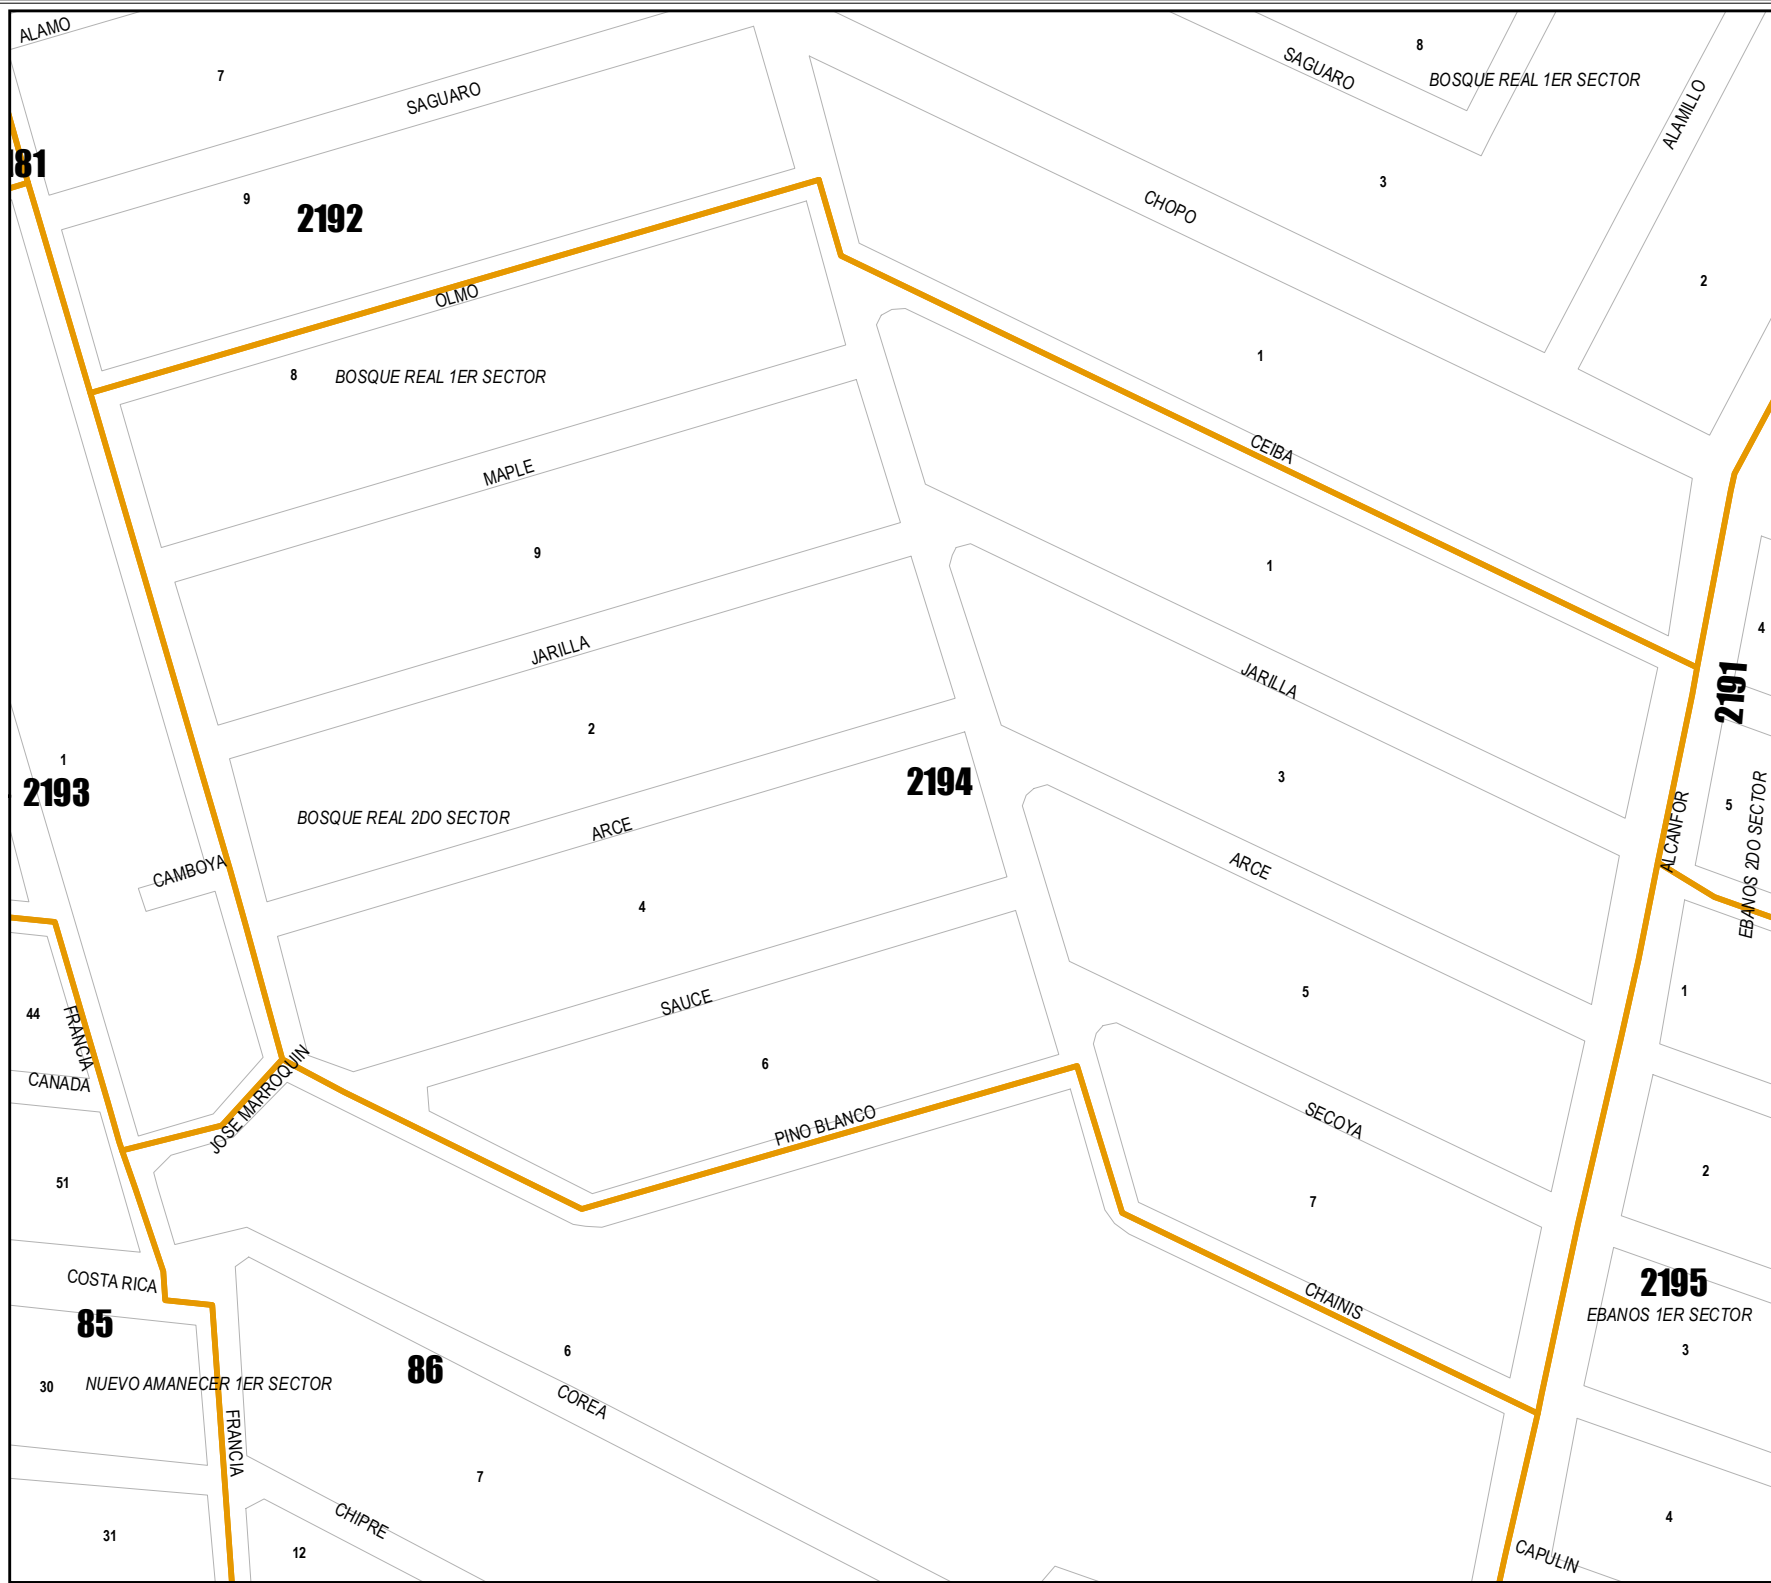 ALAMO
7
SAGUARO
SAGUARO
8
BOSQUE REAL 1ER SECTOR
ALAMILLO
181
9
2192
3
CHOPO
2
OLMO
8
BOSQUE REAL 1ER SECTOR
1
CEIBA
MAPLE
9
1
4
JARILLA
JARILLA
2191
2
1
2193
2194
3
5
ALCANFOR
EBANOS 2DO SECTOR
BOSQUE REAL 2DO SECTOR
ARCE
ARCE
CAMBOYA
4
5
1
SAUCE
44
FRANCIA
CANADA
JOSE MARROQUIN
6
PINO BLANCO
SECOYA
51
2
7
COSTA RICA
2195
EBANOS 1ER SECTOR
CHAINIS
85
6
3
86
30
NUEVO AMANECER 1ER SECTOR
COREA
FRANCIA
7
CHIPRE
4
31
12
CAPULIN